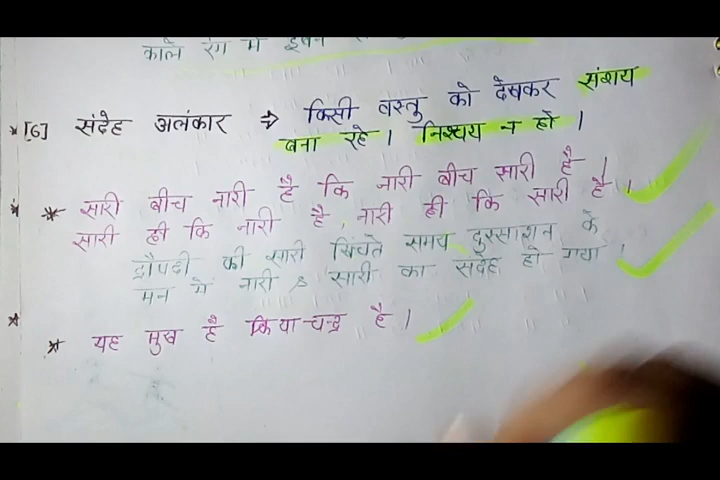 काले रंग में
* [6] संदेह अलंकार ⇒ किसी वस्तु को देखकर संशय
बना रहे । निश्चय न हो ।
* * सारी बीच नारी है कि नारी बीच सारी है ।
सारी ही कि नारी है, नारी ही कि सारी है ।
द्रौपदी की सारी खिंचते समय दुस्साशन के
मन में नारी & सारी का संदेह हो गया ।
* * यह मुख है किया चन्द्र है ।